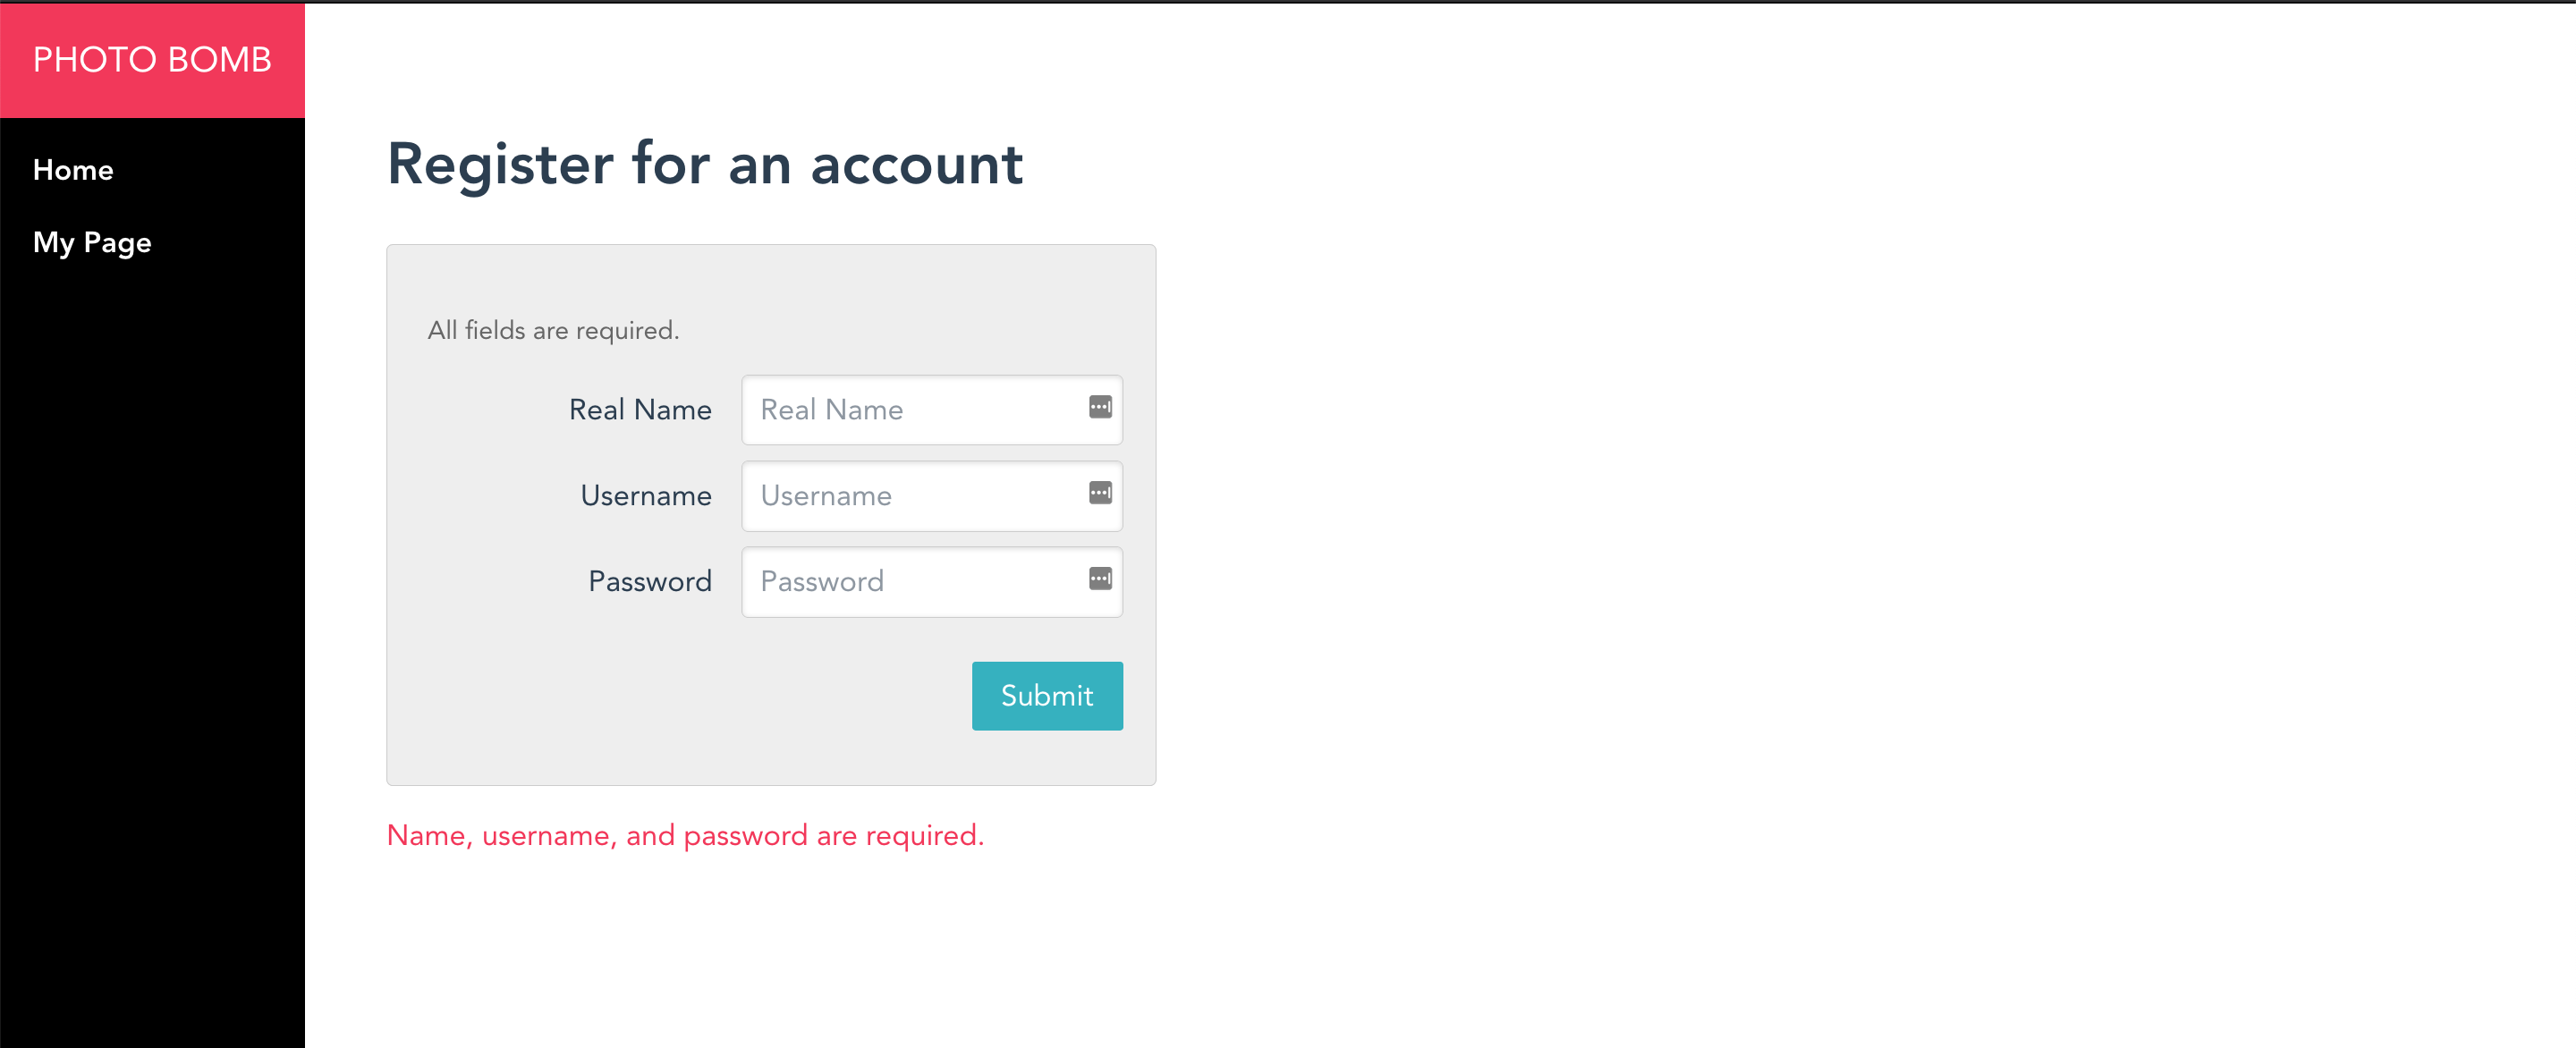 PHOTO BOMB
Home
My Page
Register for an account
All fields are required.
Real Name Real Name
Username Username
Password Password
Submit
Name, username, and password are required.